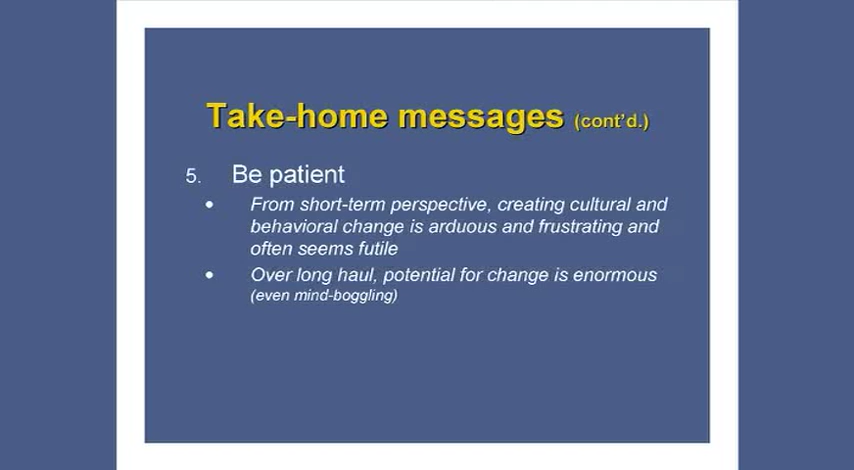 Take-home messages (cont’d.)
5. Be patient
• From short-term perspective, creating cultural and
behavioral change is arduous and frustrating and
often seems futile
• Over long haul, potential for change is enormous
(even mind-boggling)